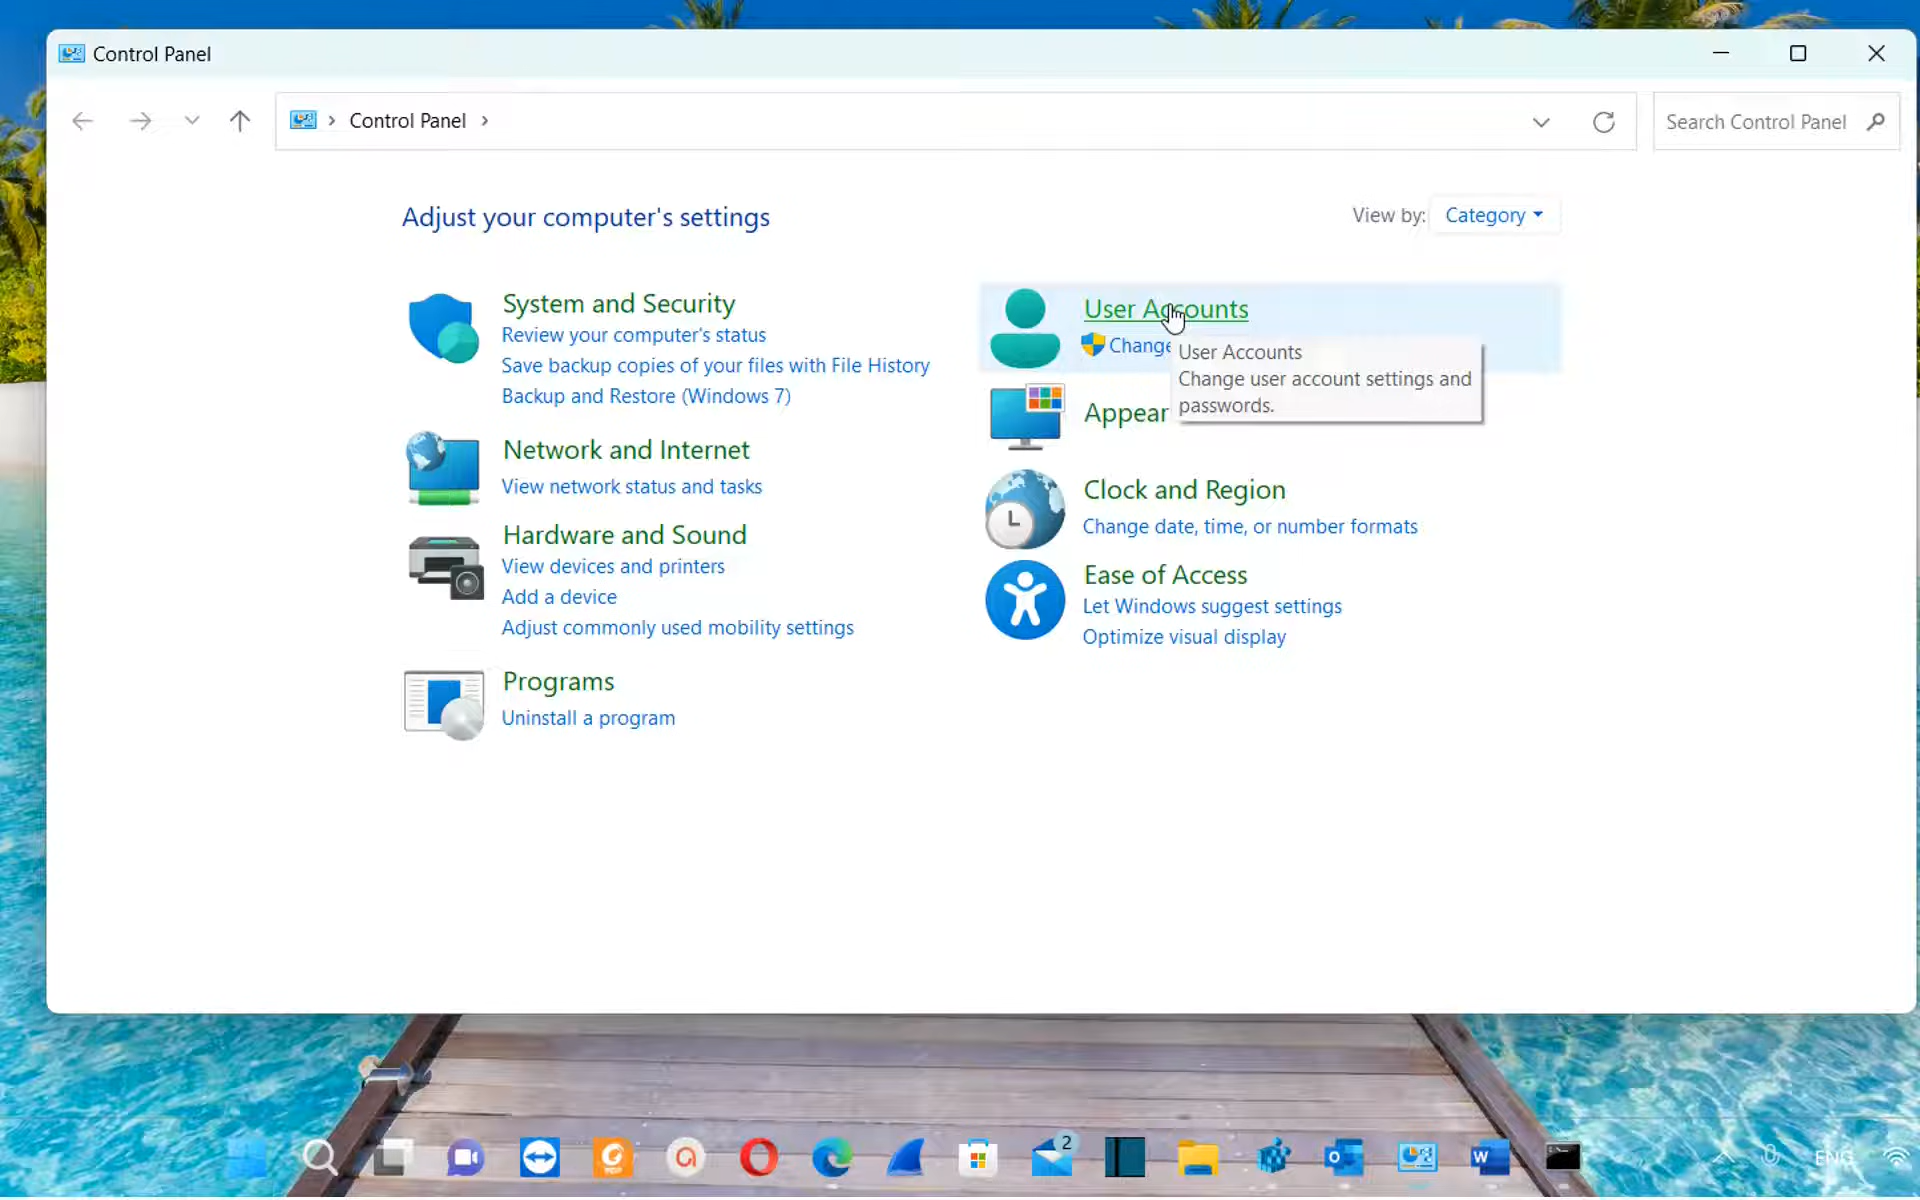 Control Panel
Control Panel
Search Control Panel
Adjust your computer's settings
View by: Category
System and Security
Review your computer's status
Save backup copies of your files with File History
Backup and Restore (Windows 7)
Network and Internet
View network status and tasks
Hardware and Sound
View devices and printers
Add a device
Adjust commonly used mobility settings
Programs
Uninstall a program
User Accounts
Change
User Accounts
Change user account settings and
passwords.
Appear
Clock and Region
Change date, time, or number formats
Ease of Access
Let Windows suggest settings
Optimize visual display
2
ENG